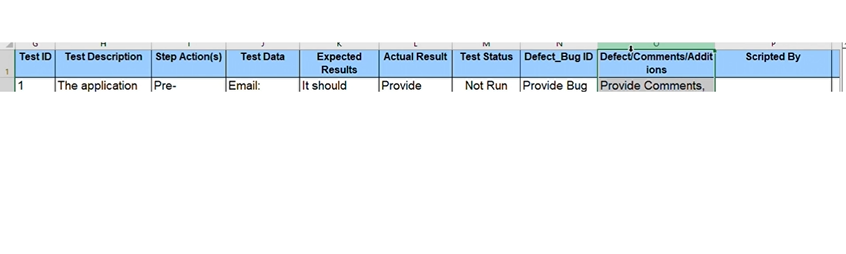 G H I J K L M N O P
Test ID Test Description Step Action(s) Test Data Expected Actual Result Test Status Defect_Bug ID Defect/Comments/Addit Scripted By
1 Results ions
1 The application Pre- Email: It should Provide Not Run Provide Bug Provide Comments,